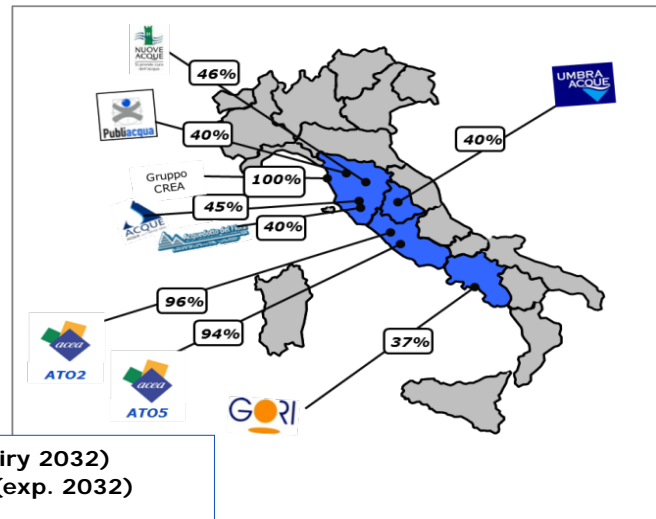 NUOVE
ACQUE
46%
Publiacqua
40%
UMBRA
ACQUE
40%
Gruppo
CREA
100%
ACQUE
45%
40%
96%
94%
37%
acea
ATO2
acea
ATO5
GORI
iry 2032)
(exp. 2032)